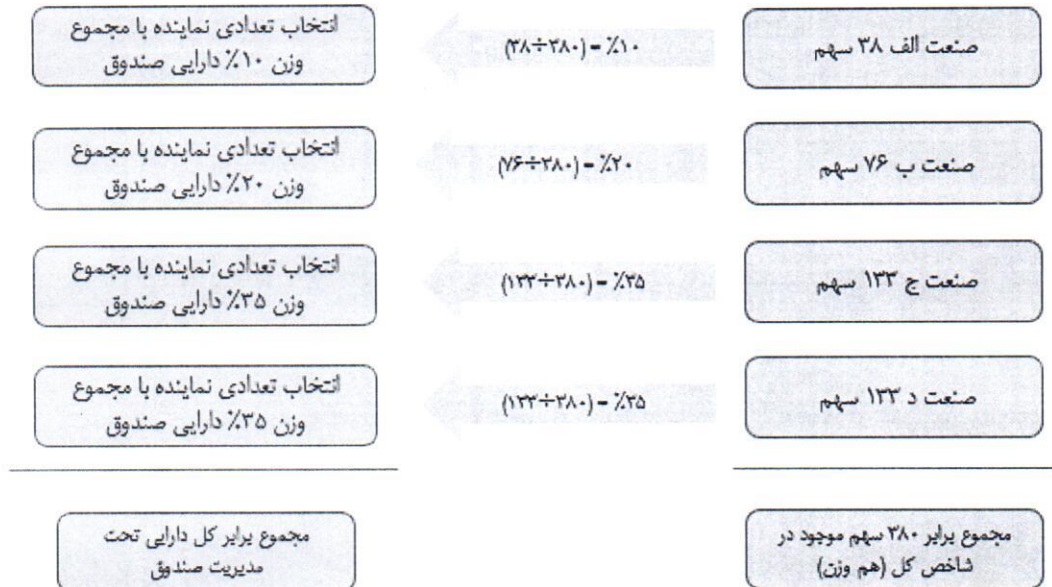 صنعت الف ۳۸ سهم
(۳۸÷۳۸۰) = ٪۱۰
انتخاب تعدادی نماینده با مجموع
وزن ۱۰٪ دارایی صندوق
صنعت ب ۷۶ سهم
(۷۶÷۳۸۰) = ٪۲۰
انتخاب تعدادی نماینده با مجموع
وزن ۲۰٪ دارایی صندوق
صنعت ج ۱۳۳ سهم
(۱۳۳÷۳۸۰) = ٪۳۵
انتخاب تعدادی نماینده با مجموع
وزن ۳۵٪ دارایی صندوق
صنعت د ۱۳۳ سهم
(۱۳۳÷۳۸۰) = ٪۳۵
انتخاب تعدادی نماینده با مجموع
وزن ۳۵٪ دارایی صندوق
مجموع برابر ۳۸۰ سهم موجود در
شاخص کل (هم وزن)
مجموع برابر کل دارایی تحت
مدیریت صندوق